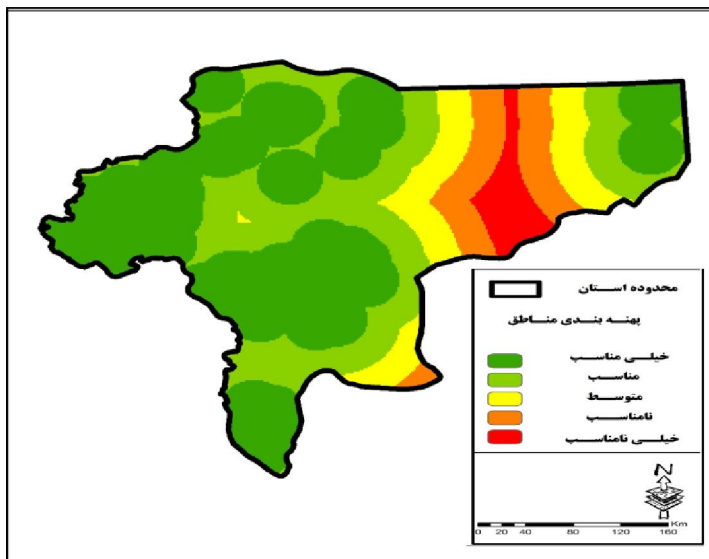 محدوده استان
پهنه بندی مناطق
خیلی مناسب
مناسب
متوسط
نامناسب
خیلی نامناسب
N
0 20 40 80 120 160 Km